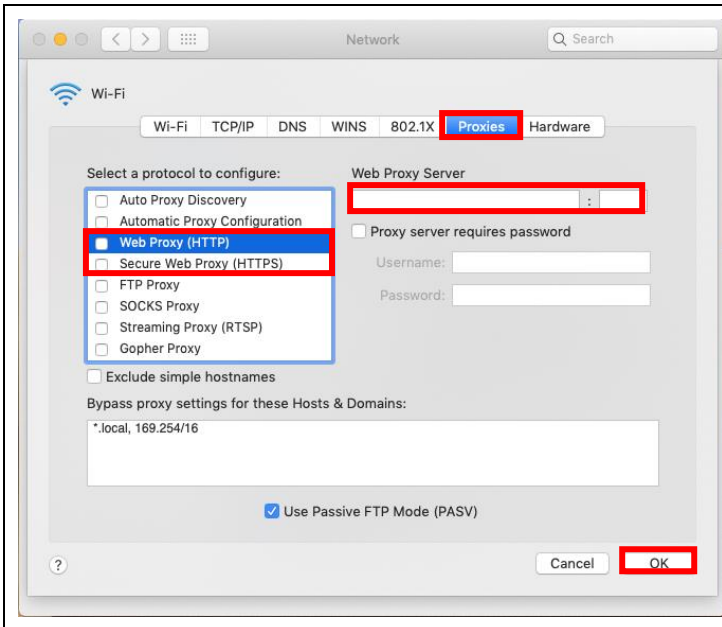 Network
Search
Wi-Fi
Wi-Fi TCP/IP DNS WINS 802.1X Proxies Hardware
Select a protocol to configure:
Auto Proxy Discovery
Automatic Proxy Configuration
Web Proxy (HTTP)
Secure Web Proxy (HTTPS)
FTP Proxy
SOCKS Proxy
Streaming Proxy (RTSP)
Gopher Proxy
Exclude simple hostnames
Web Proxy Server
:
Proxy server requires password
Username:
Password:
Bypass proxy settings for these Hosts & Domains:
*.local, 169.254/16
Use Passive FTP Mode (PASV)
?
Cancel
OK